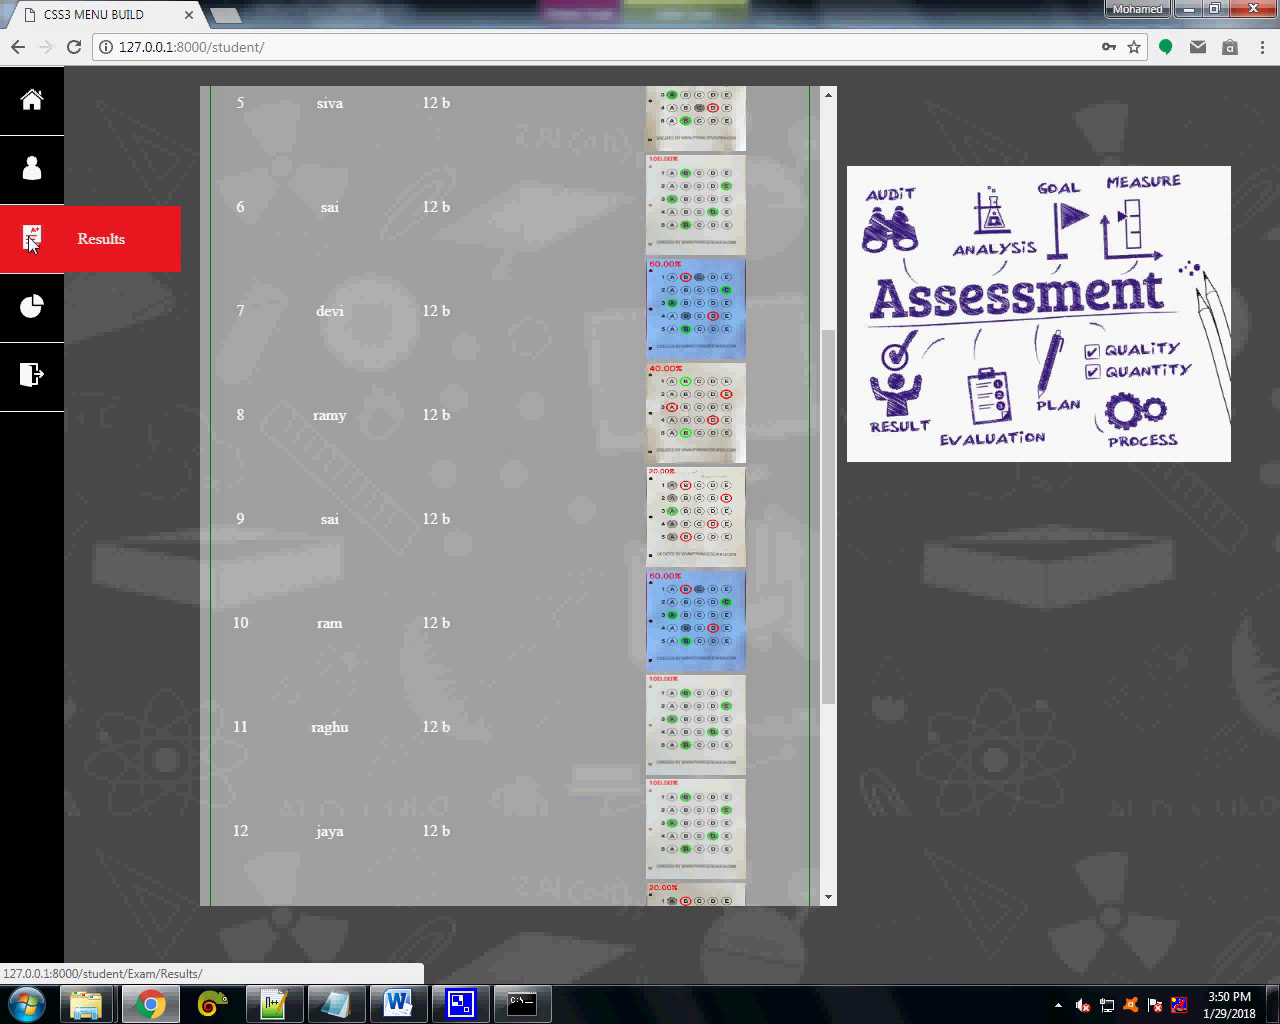 CSS3 MENU BUILD
Mohamed
127.0.0.1:8000/student/
Results
5 siva 12 b
6 sai 12 b
100.00%
7 devi 12 b
60.00%
8 ramy 12 b
40.00%
9 sai 12 b
20.00%
10 ram 12 b
60.00%
11 raghu 12 b
100.00%
12 jaya 12 b
100.00%
20.00%
AUDIT
ANALYSIS
GOAL
MEASURE
Assessment
RESULT
EVALUATION
PLAN
QUALITY
QUANTITY
PROCESS
127.0.0.1:8000/student/Exam/Results/
3:50 PM
1/29/2018